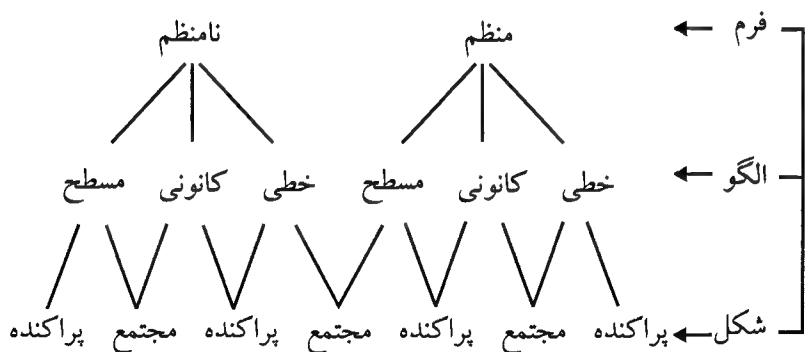 فرم منظم نامنظم
الگو خطی کانونی مسطح خطی کانونی مسطح
شکل پراکنده مجتمع پراکنده مجتمع پراکنده مجتمع پراکنده